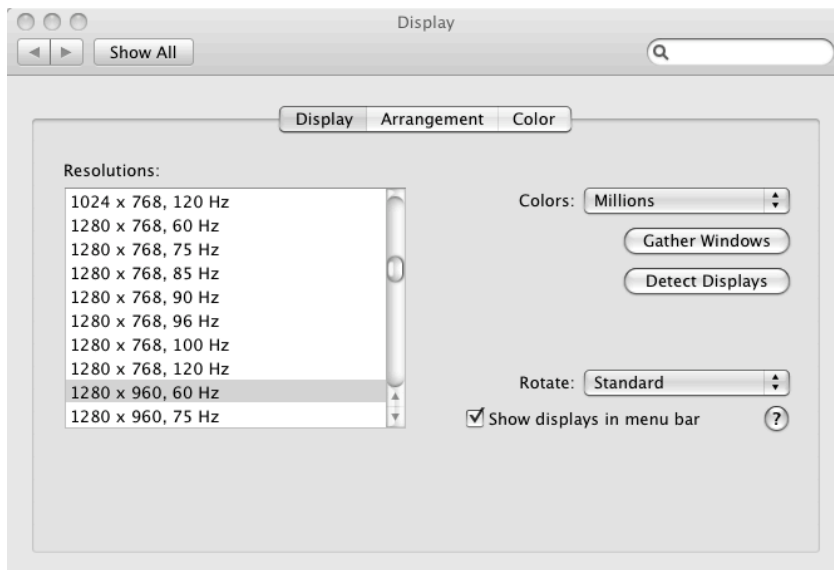 Display
Show All
Display Arrangement Color
Resolutions:
1024 x 768, 120 Hz
1280 x 768, 60 Hz
1280 x 768, 75 Hz
1280 x 768, 85 Hz
1280 x 768, 90 Hz
1280 x 768, 96 Hz
1280 x 768, 100 Hz
1280 x 768, 120 Hz
1280 x 960, 60 Hz
1280 x 960, 75 Hz
Colors: Millions
Gather Windows
Detect Displays
Rotate: Standard
Show displays in menu bar ?